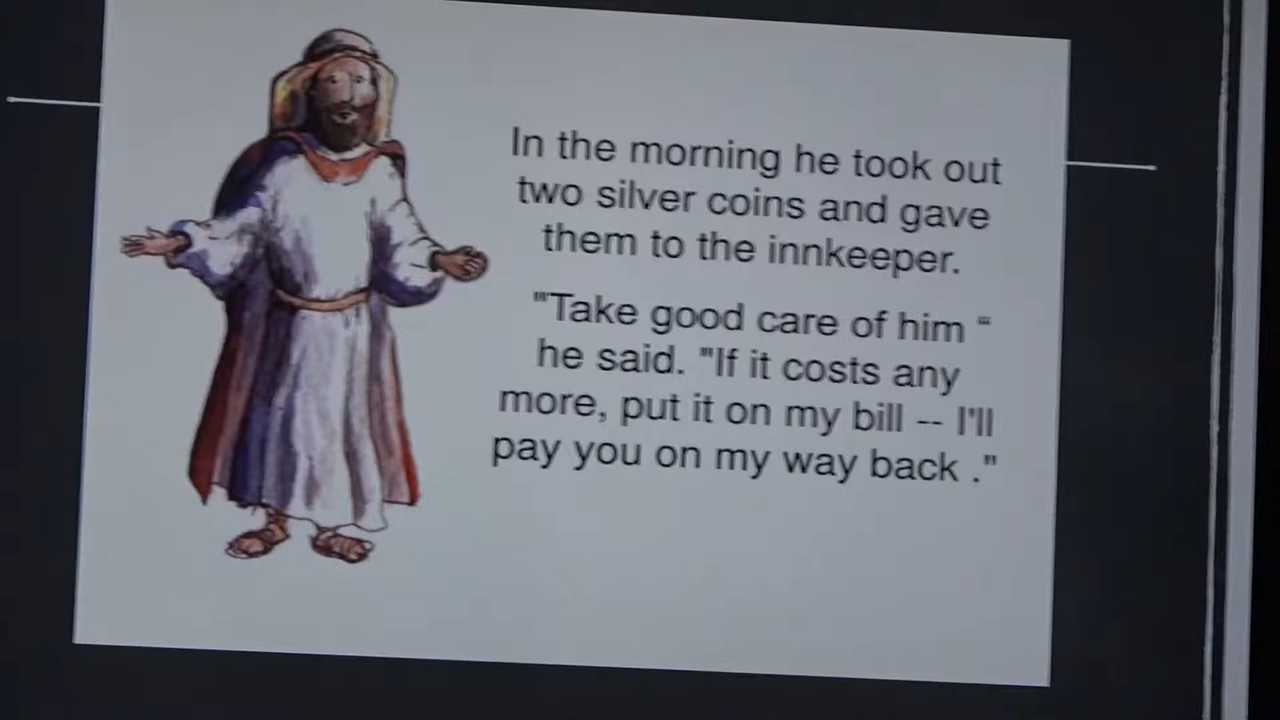 In the morning he took out
two silver coins and gave
them to the innkeeper.
"Take good care of him “
he said. "If it costs any
more, put it on my bill -- I'll
pay you on my way back ."